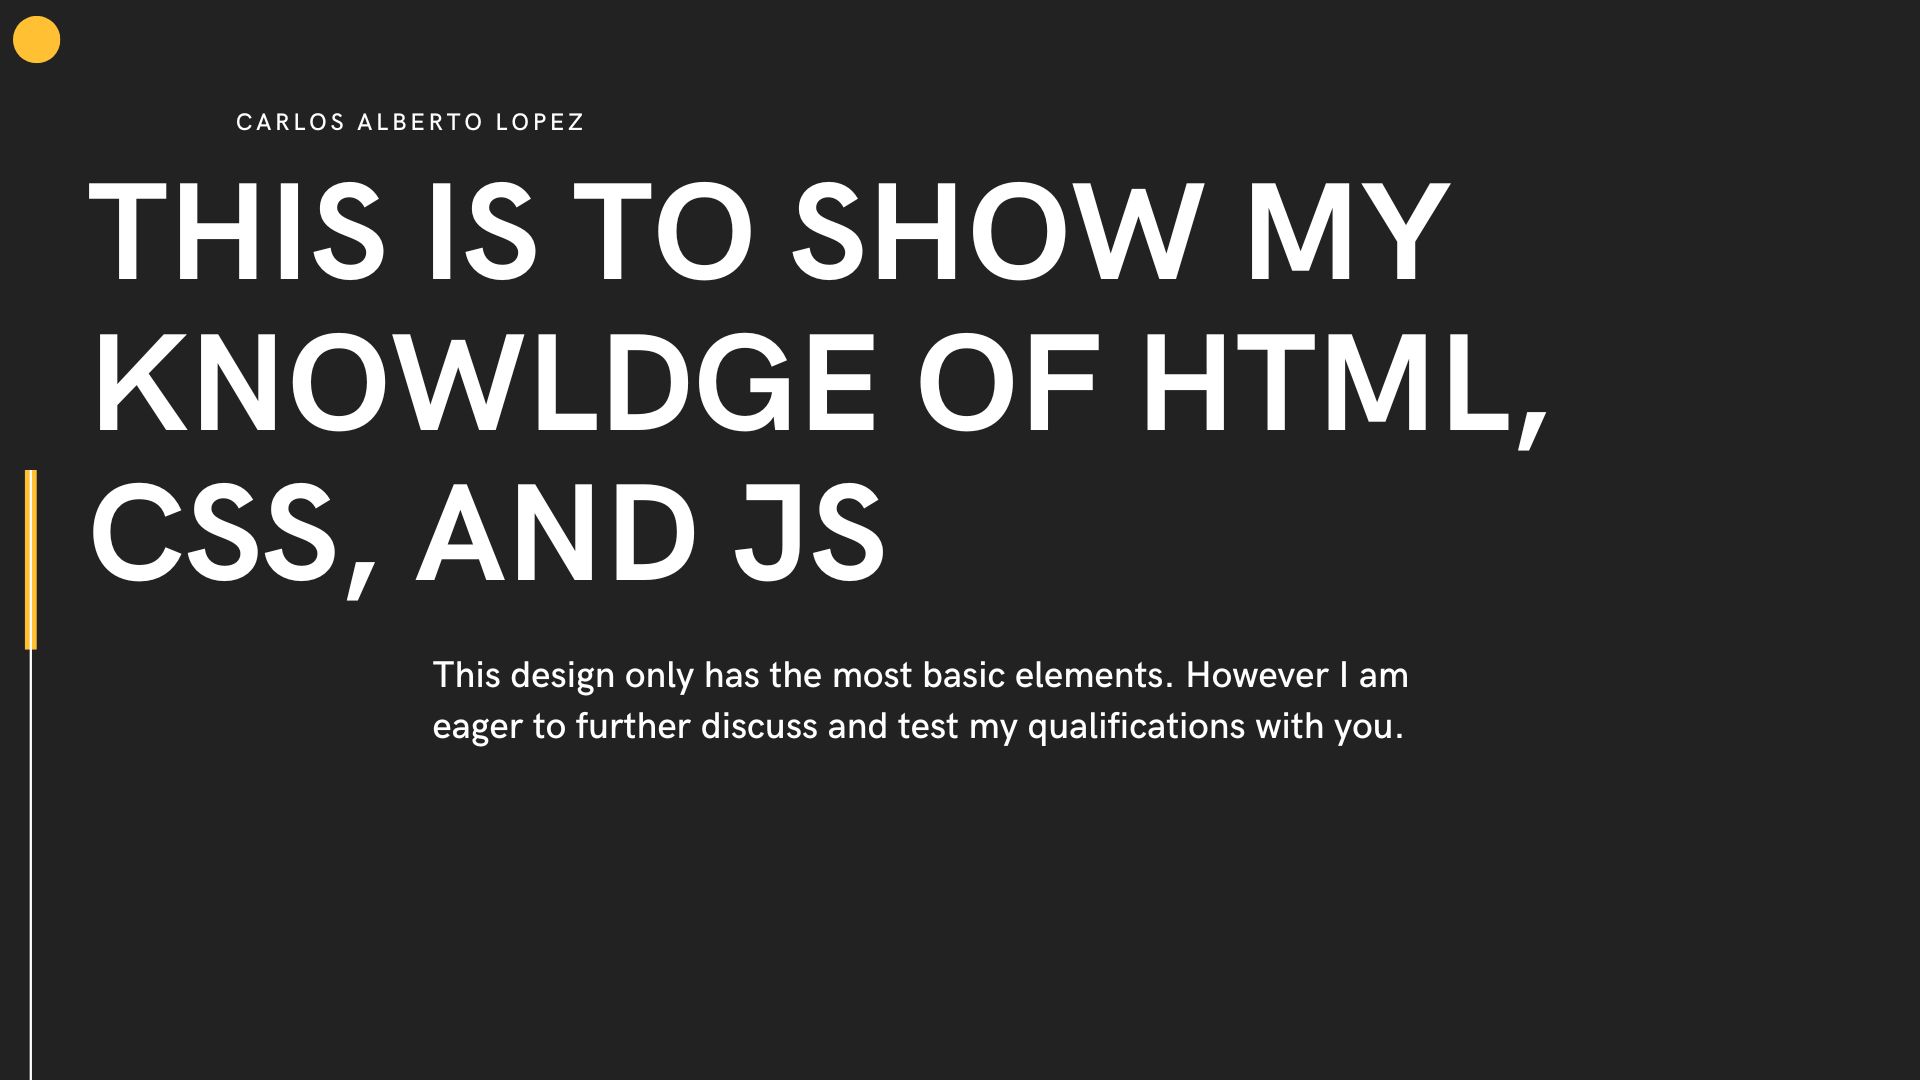 CARLOS ALBERTO LOPEZ
THIS IS TO SHOW MY
KNOWLDGE OF HTML,
CSS, AND JS
This design only has the most basic elements. However I am
eager to further discuss and test my qualifications with you.